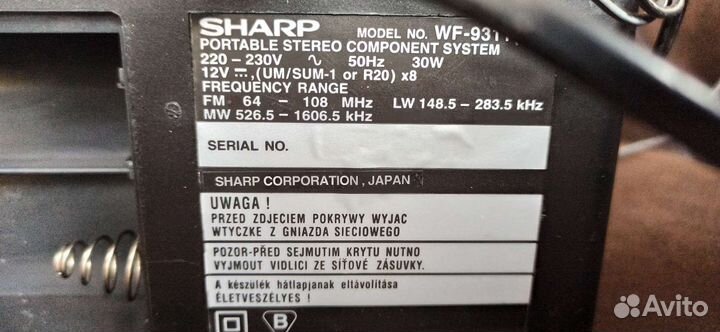 SHARP MODEL NO.
PORTABLE STEREO COMPONENT SYSTEM
220 – 230V ∿ 50Hz 30W
12V ⎓,(UM/SUM-1 or R20) x8
FREQUENCY RANGE
FM 64 – 108 MHz LW 148.5 – 283.5 kHz
MW 526.5 – 1606.5 kHz
SERIAL NO.
SHARP CORPORATION, JAPAN
UWAGA !
PRZED ZDJECIEM POKRYWY WYJAC
WTYCZKE Z GNIAZDA SIECIOWEGO
POZOR-PŘED SEJMUTIM KRYTU NUTNO
VYJMOUT VIDLICI ZE SÍŤOVÉ ZÁSUVKY.
A készülék hátlapjanak eltávolítása
ÉLETVESZÉLYES !
B
Avito